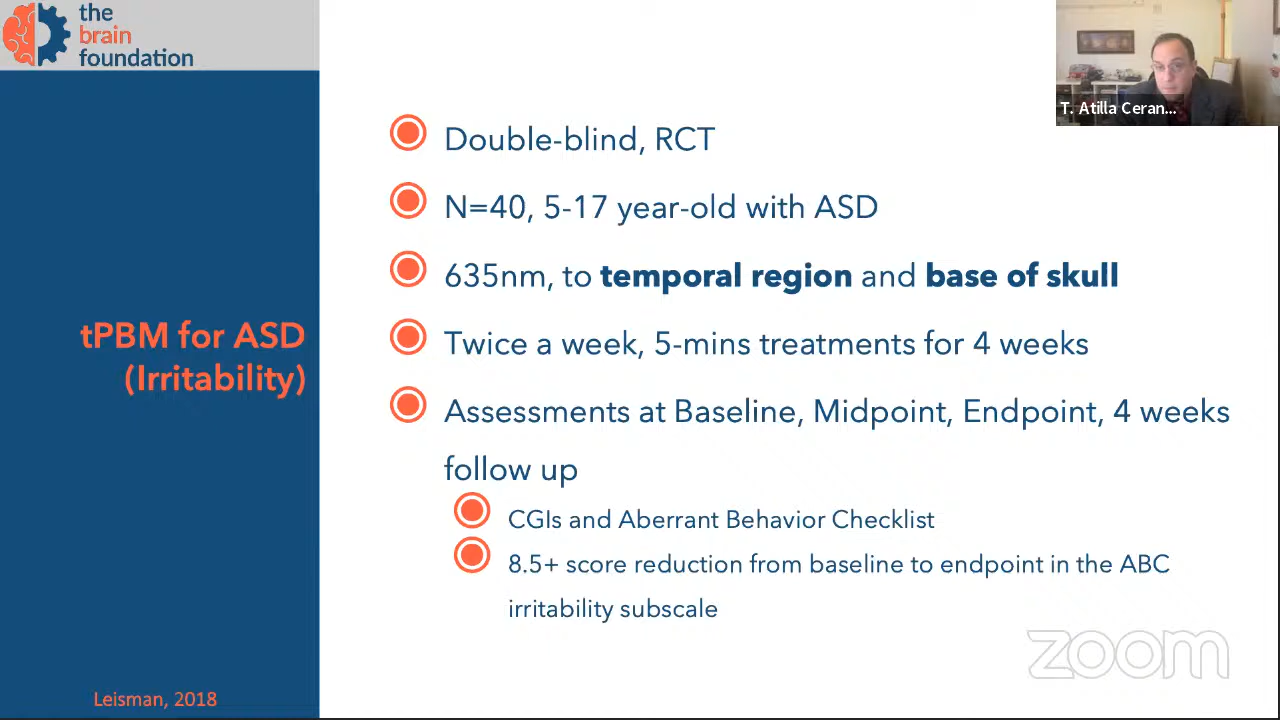 the
brain
foundation
T. Atilla Ceran...
Double-blind, RCT
N=40, 5-17 year-old with ASD
635nm, to temporal region and base of skull
tPBM for ASD
(Irritability)
Twice a week, 5-mins treatments for 4 weeks
Assessments at Baseline, Midpoint, Endpoint, 4 weeks
follow up
CGIs and Aberrant Behavior Checklist
8.5+ score reduction from baseline to endpoint in the ABC
irritability subscale
zoom
Leisman, 2018